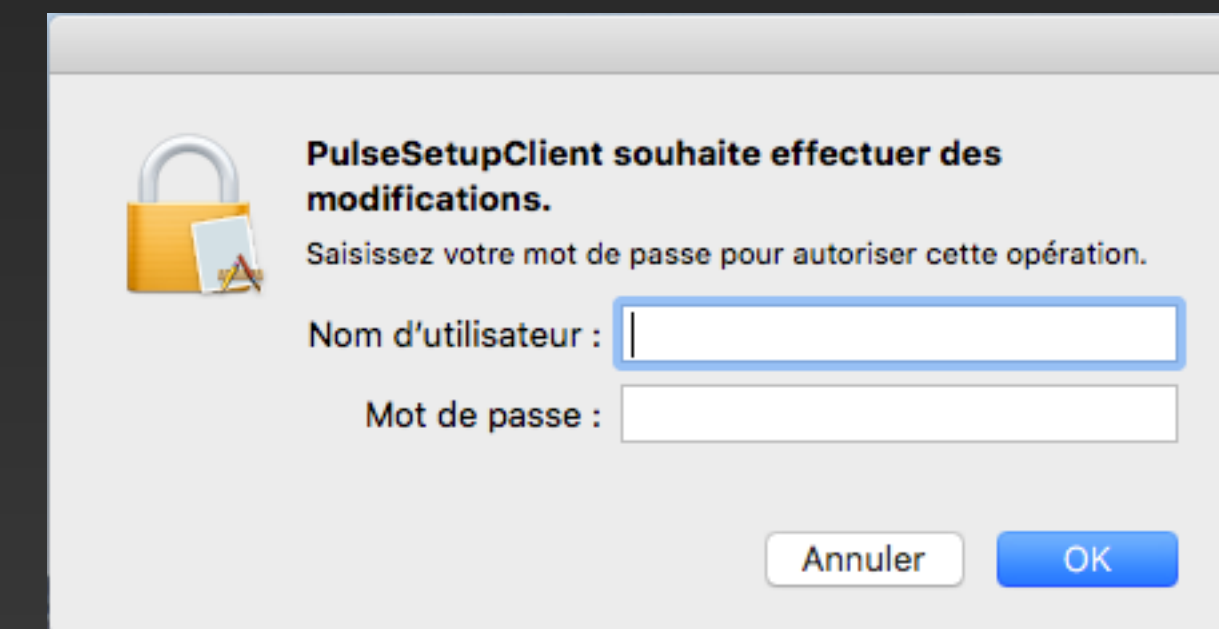 PulseSetupClient souhaite effectuer des
modifications.
Saisissez votre mot de passe pour autoriser cette opération.
Nom d’utilisateur :
Mot de passe :
Annuler OK